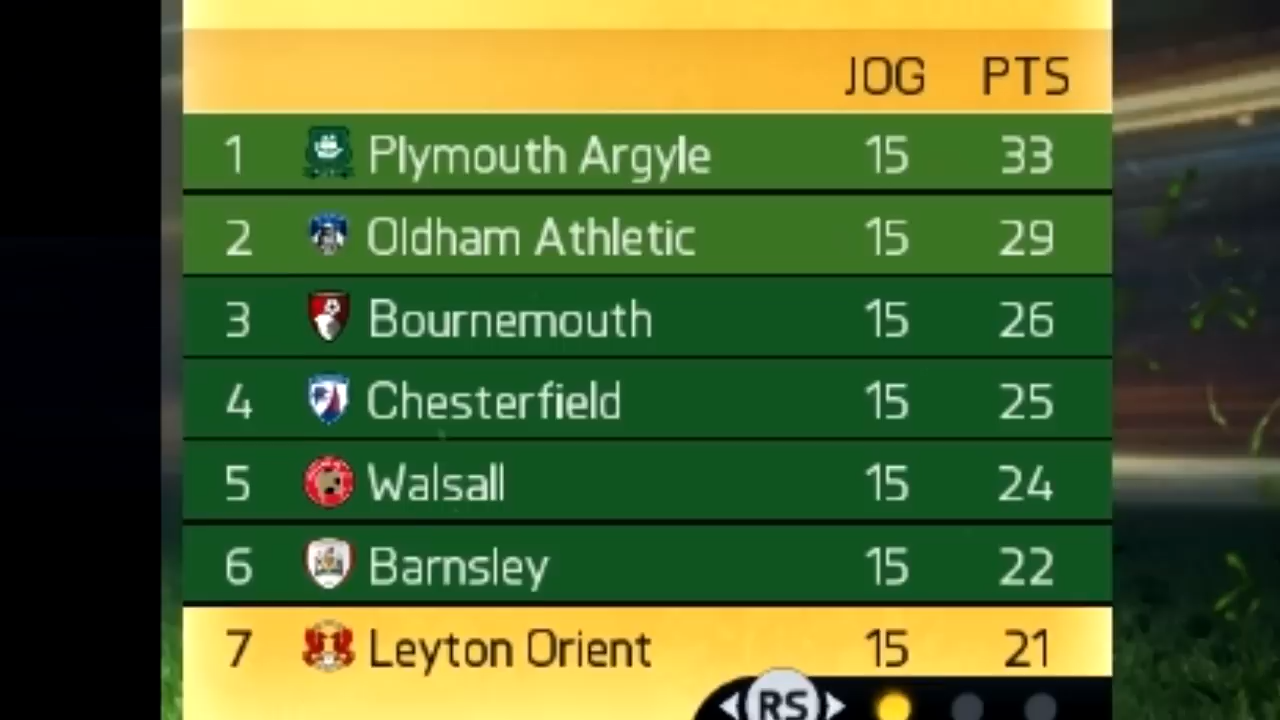 JOG PTS
1 Plymouth Argyle 15 33
2 Oldham Athletic 15 29
3 Bournemouth 15 26
4 Chesterfield 15 25
5 Walsall 15 24
6 Barnsley 15 22
7 Leyton Orient 15 21
RS